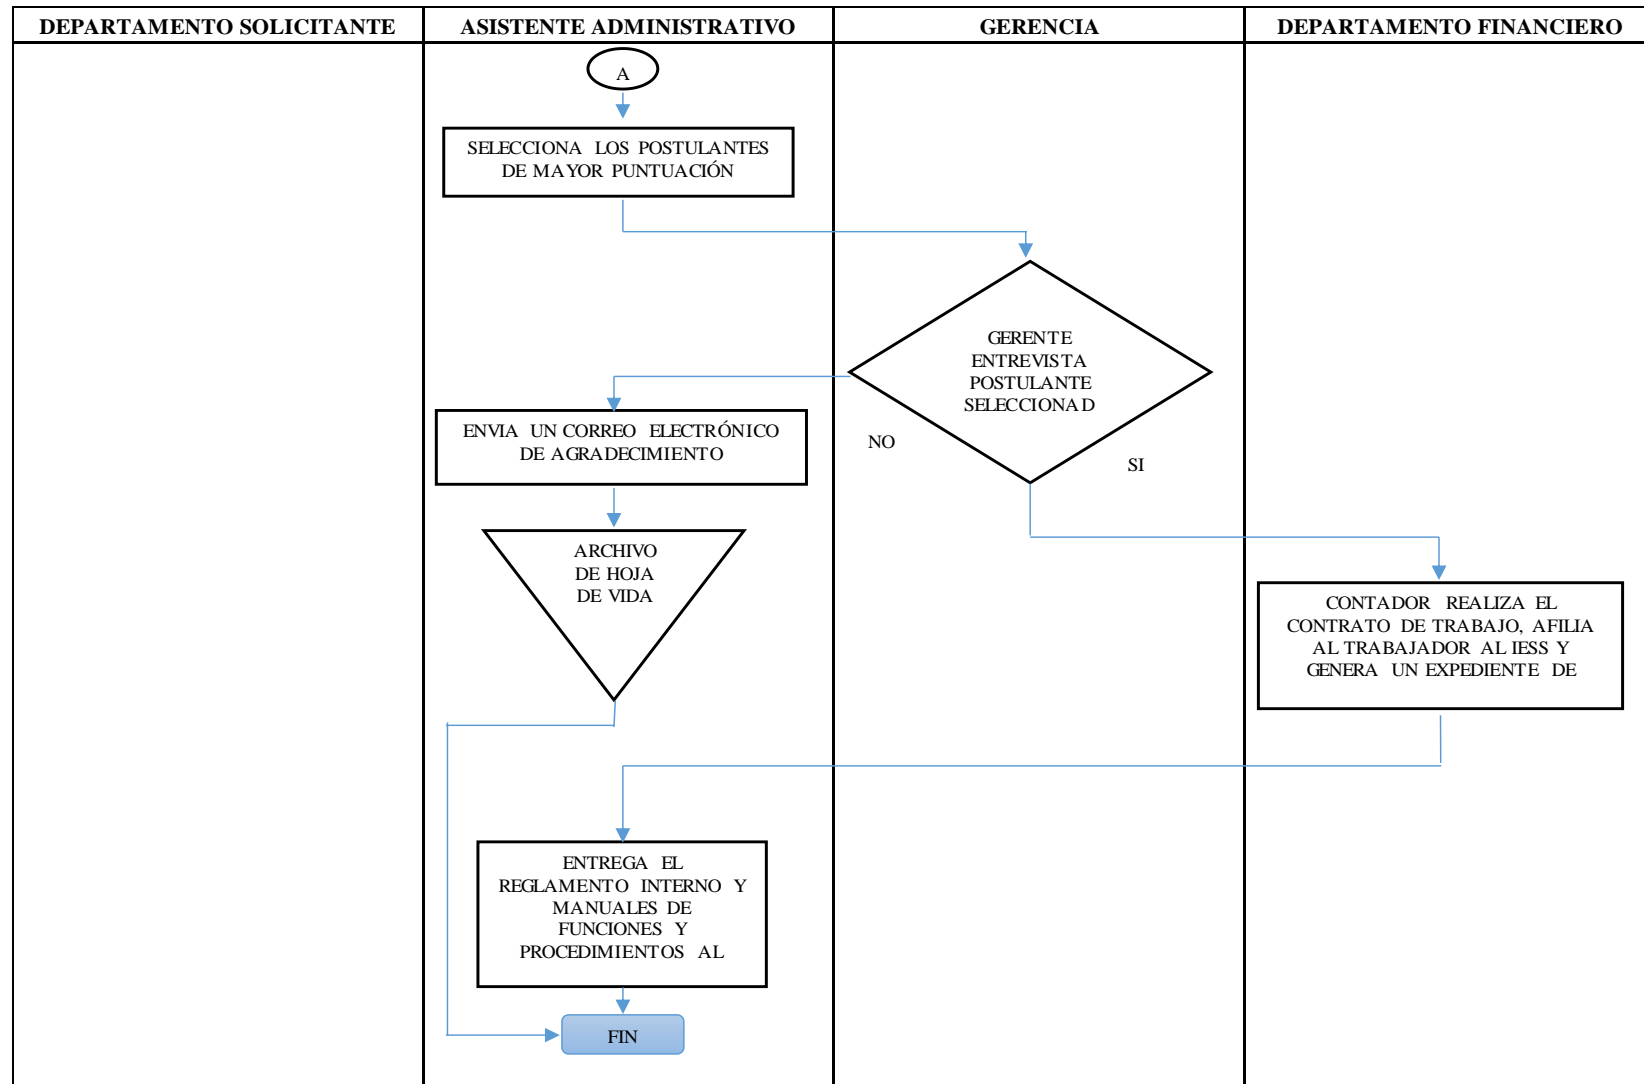 DEPARTAMENTO SOLICITANTE
ASISTENTE ADMINISTRATIVO
GERENCIA
DEPARTAMENTO FINANCIERO
A
SELECCIONA LOS POSTULANTES
DE MAYOR PUNTUACIÓN
GERENTE
ENTREVISTA
POSTULANTE
SELECCIONAD
NO
SI
ENVIA UN CORREO ELECTRÓNICO
DE AGRADECIMIENTO
ARCHIVO
DE HOJA
DE VIDA
CONTADOR REALIZA EL
CONTRATO DE TRABAJO, AFILIA
AL TRABAJADOR AL IESS Y
GENERA UN EXPEDIENTE DE
ENTREGA EL
REGLAMENTO INTERNO Y
MANUALES DE
FUNCIONES Y
PROCEDIMIENTOS AL
FIN